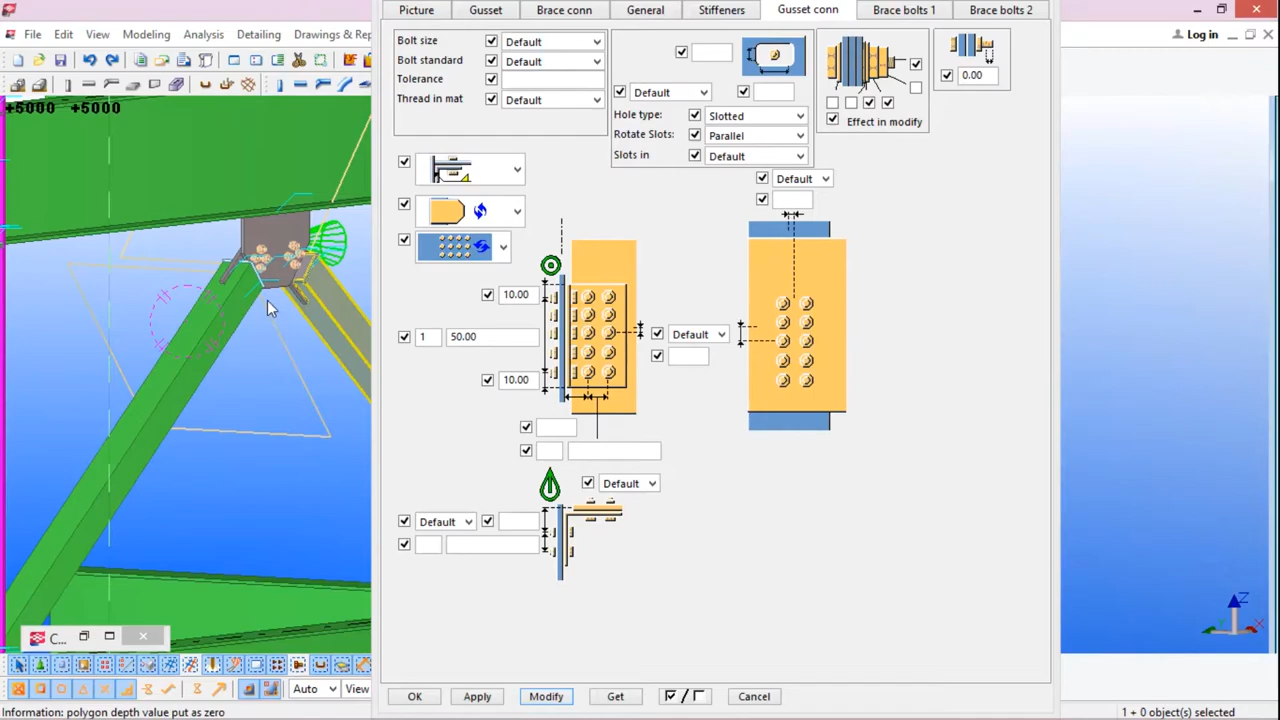 Picture Gusset Brace conn General Stiffeners Gusset conn Brace bolts 1 Brace bolts 2
File Edit View Modeling Analysis Detailing Drawings & Rep
Log in
+5000 +5000
Bolt size Default
Bolt standard Default
Tolerance
Thread in mat Default
Default
Hole type: Slotted
Rotate Slots: Parallel
Slots in Default
Effect in modify
0.00
Default
10.00
1 50.00
Default
10.00
Default
Default
C...
OK Apply Modify Get Cancel
Auto View
Information: polygon depth value put as zero
1 + 0 object(s) selected